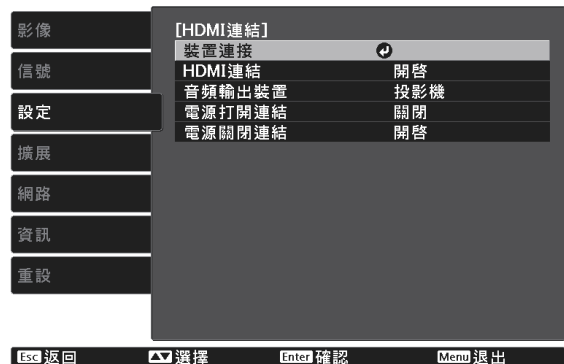 影像
信號
設定
擴展
網路
資訊
重設
[HDMI連結]
裝置連接
HDMI連結 開啓
音頻輸出裝置 投影機
電源打開連結 關閉
電源關閉連結 開啓
Esc 返回 選擇 Enter 確認 Menu 退出